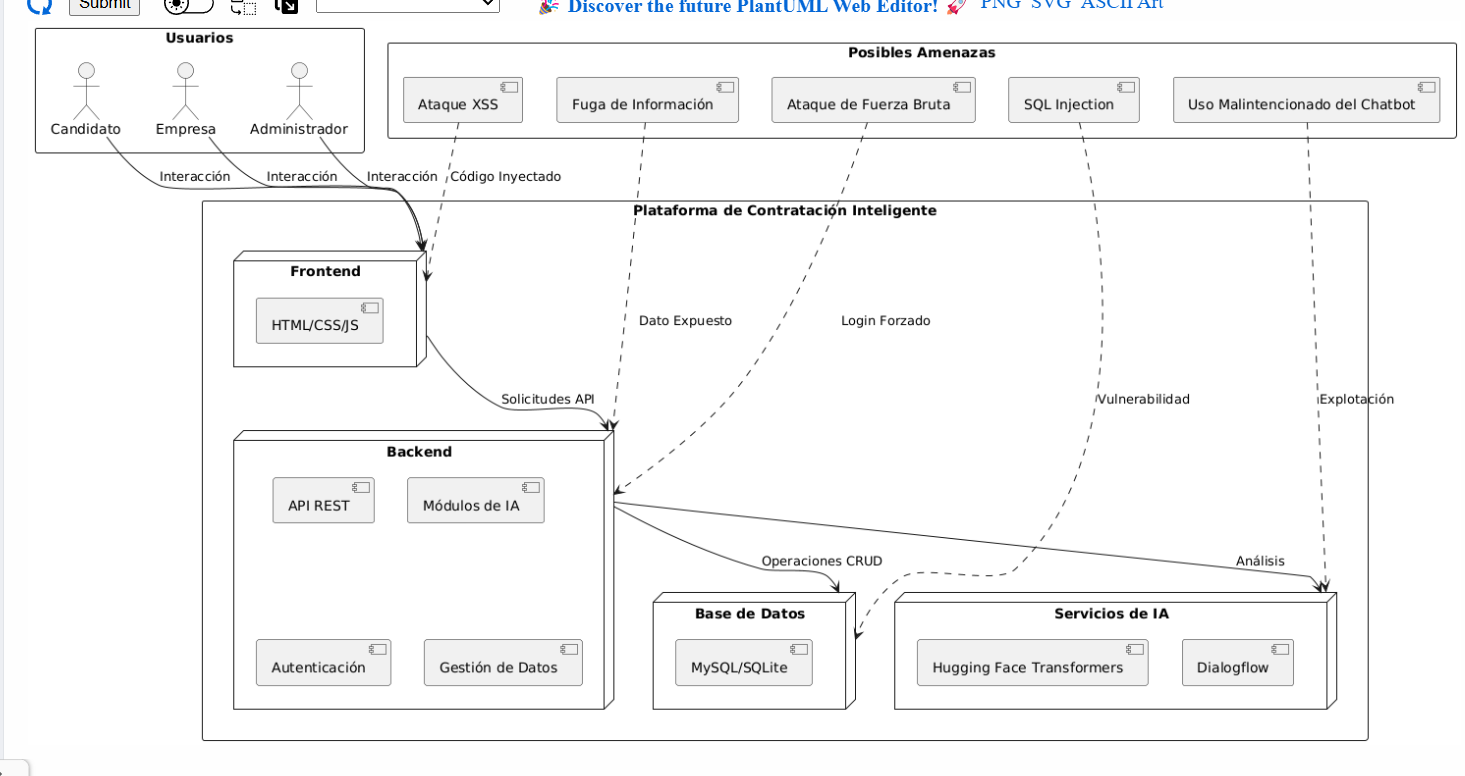 Submit
Discover the future PlantUML Web Editor!
PNG SVG ASCII Art
Usuarios
Candidato
Empresa
Administrador
Posibles Amenazas
Ataque XSS
Fuga de Información
Ataque de Fuerza Bruta
SQL Injection
Uso Malintencionado del Chatbot
Interacción
Interacción
Interacción
Código Inyectado
Plataforma de Contratación Inteligente
Frontend
HTML/CSS/JS
Dato Expuesto
Login Forzado
Solicitudes API
Vulnerabilidad
Explotación
Backend
API REST
Módulos de IA
Autenticación
Gestión de Datos
Operaciones CRUD
Análisis
Base de Datos
MySQL/SQLite
Servicios de IA
Hugging Face Transformers
Dialogflow